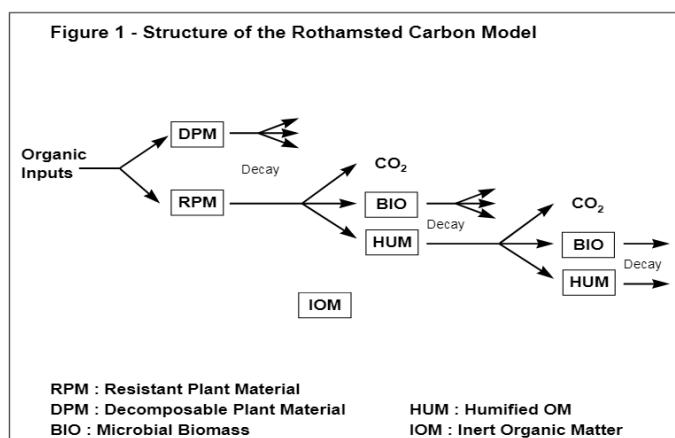 Figure 1 - Structure of the Rothamsted Carbon Model
Organic
Inputs
DPM
RPM
Decay
CO₂
BIO
HUM
Decay
CO₂
BIO
HUM
Decay
IOM
RPM : Resistant Plant Material
DPM : Decomposable Plant Material
HUM : Humified OM
BIO : Microbial Biomass
IOM : Inert Organic Matter